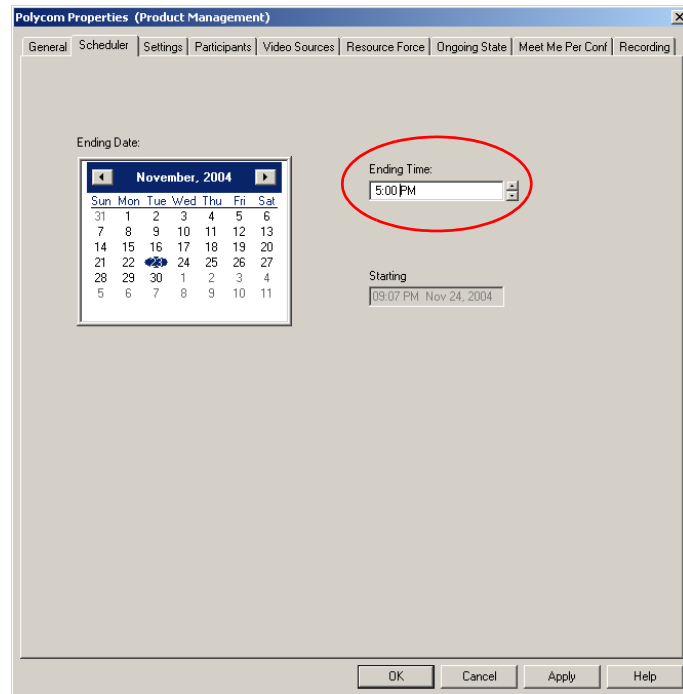 Polycom Properties (Product Management)
General Scheduler Settings Participants Video Sources Resource Force Ongoing State Meet Me Per Conf Recording
Ending Date:
November, 2004
Sun Mon Tue Wed Thu Fri Sat
31 1 2 3 4 5 6
7 8 9 10 11 12 13
14 15 16 17 18 19 20
21 22 23 24 25 26 27
28 29 30 1 2 3 4
5 6 7 8 9 10 11
Ending Time:
5:00 PM
Starting
09:07 PM Nov 24, 2004
OK Cancel Apply Help